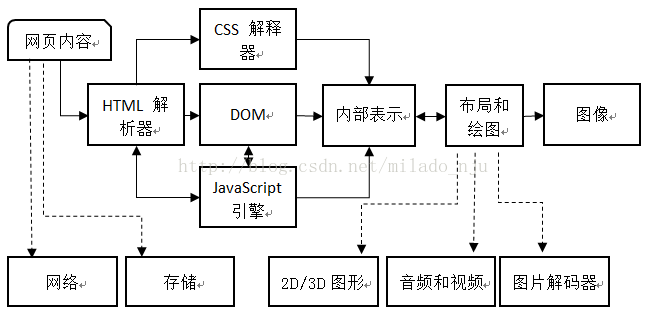 网页内容
CSS 解释
器
HTML 解
析器
DOM
内部表示
布局和
绘图
图像
http://blog.csdn.net/milado_nju
JavaScript
引擎
网络
存储
2D/3D 图形
音频和视频
图片解码器